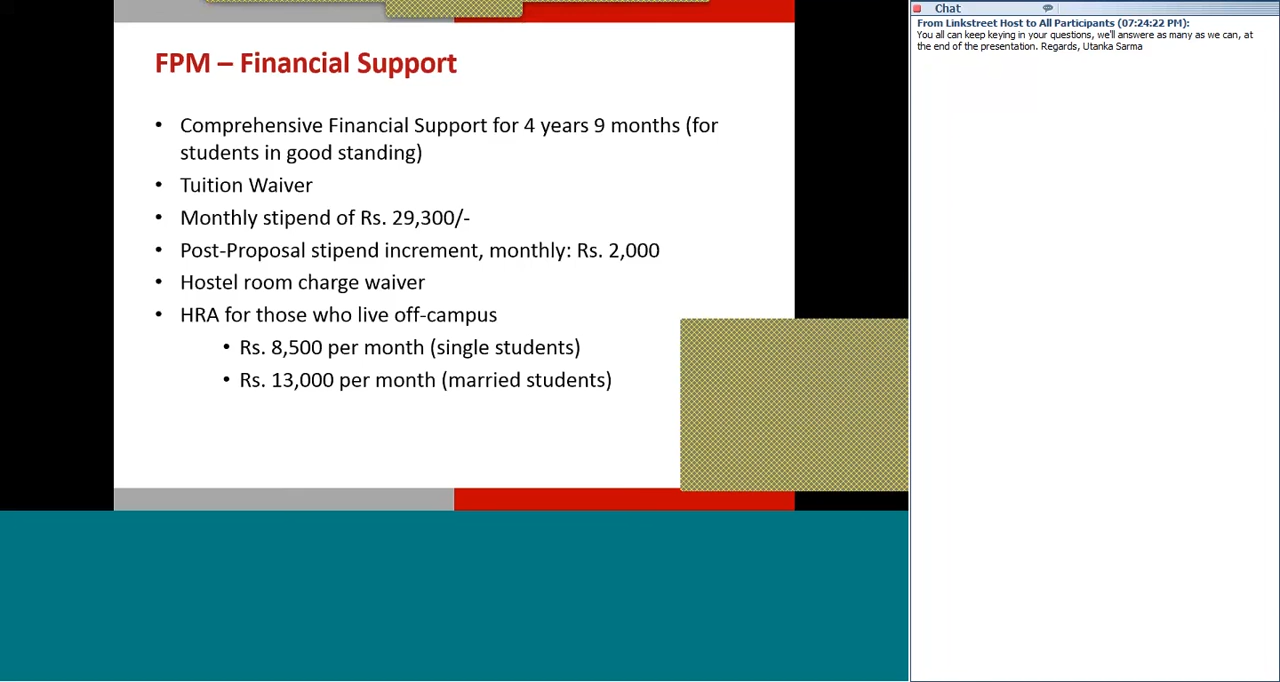 FPM – Financial Support
• Comprehensive Financial Support for 4 years 9 months (for
students in good standing)
• Tuition Waiver
• Monthly stipend of Rs. 29,300/-
• Post-Proposal stipend increment, monthly: Rs. 2,000
• Hostel room charge waiver
• HRA for those who live off-campus
• Rs. 8,500 per month (single students)
• Rs. 13,000 per month (married students)
Chat
From Linkstreet Host to All Participants (07:24:22 PM):
You all can keep keying in your questions, we'll answere as many as we can, at
the end of the presentation. Regards, Utanka Sarma